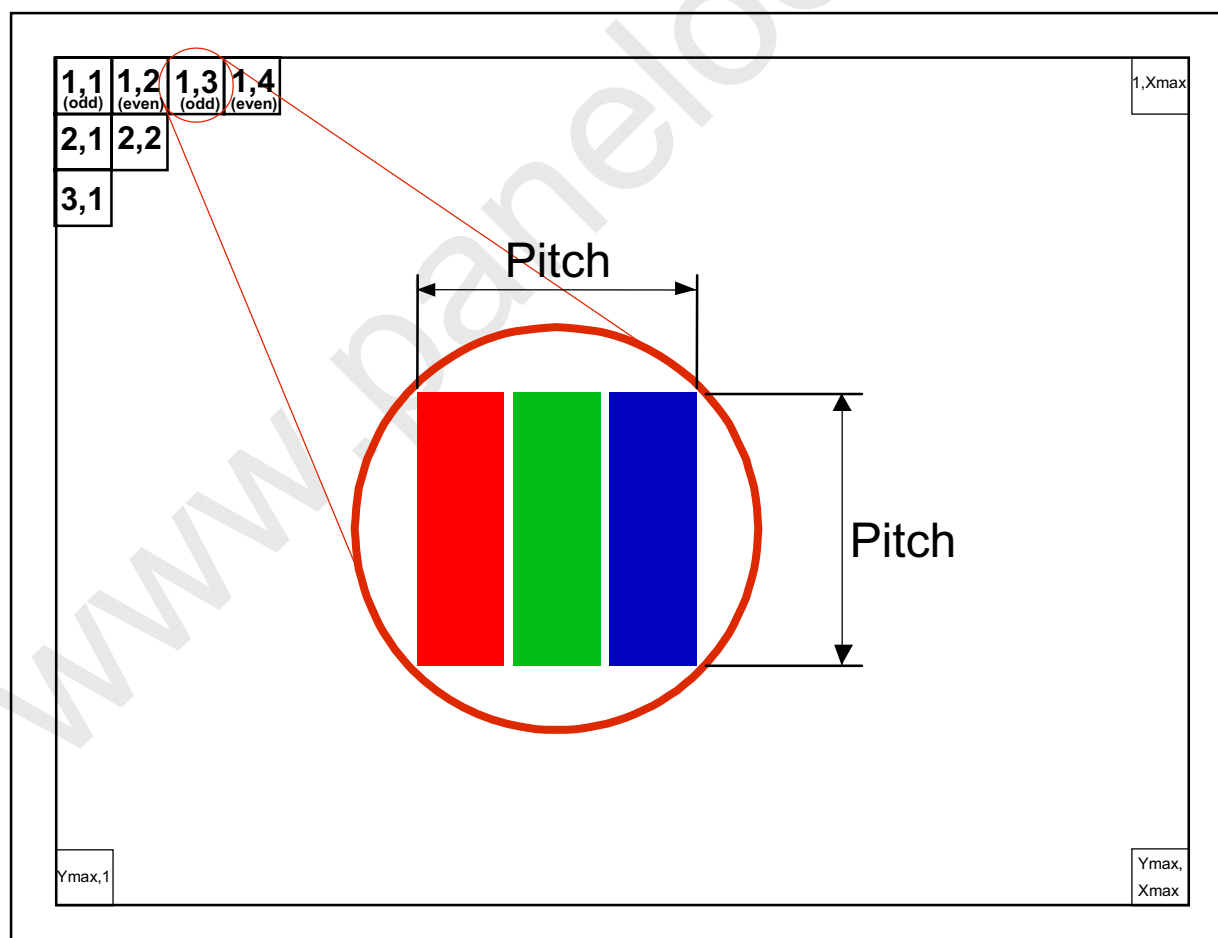 1,1 1,2 1,3 1,4
(odd) (even) (odd) (even)
1,Xmax
2,1 2,2
3,1
Pitch
Pitch
Ymax,1
Ymax,
Xmax
www.panelo